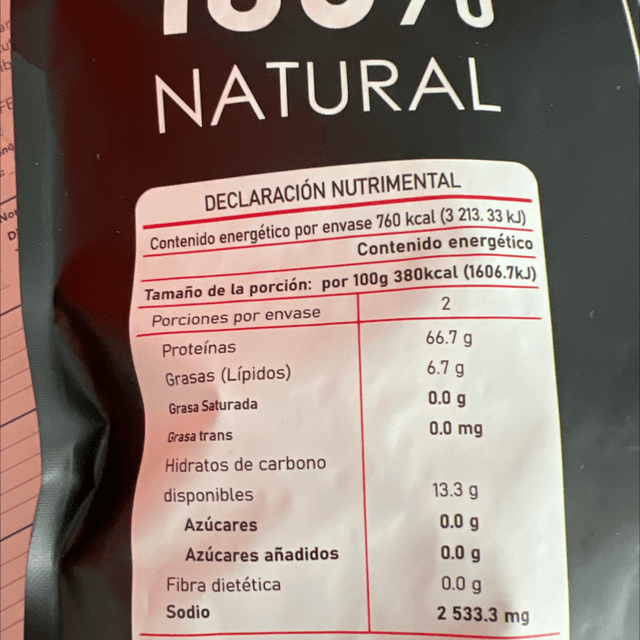 100%
NATURAL
DECLARACIÓN NUTRIMENTAL
Contenido energético por envase 760 kcal (3 213. 33 kJ)
Contenido energético
Tamaño de la porción: por 100g 380kcal (1606.7kJ)
Porciones por envase 2
Proteínas 66.7 g
Grasas (Lípidos) 6.7 g
Grasa Saturada 0.0 g
Grasa trans 0.0 mg
Hidratos de carbono
disponibles 13.3 g
Azúcares 0.0 g
Azúcares añadidos 0.0 g
Fibra dietética 0.0 g
Sodio 2 533.3 mg